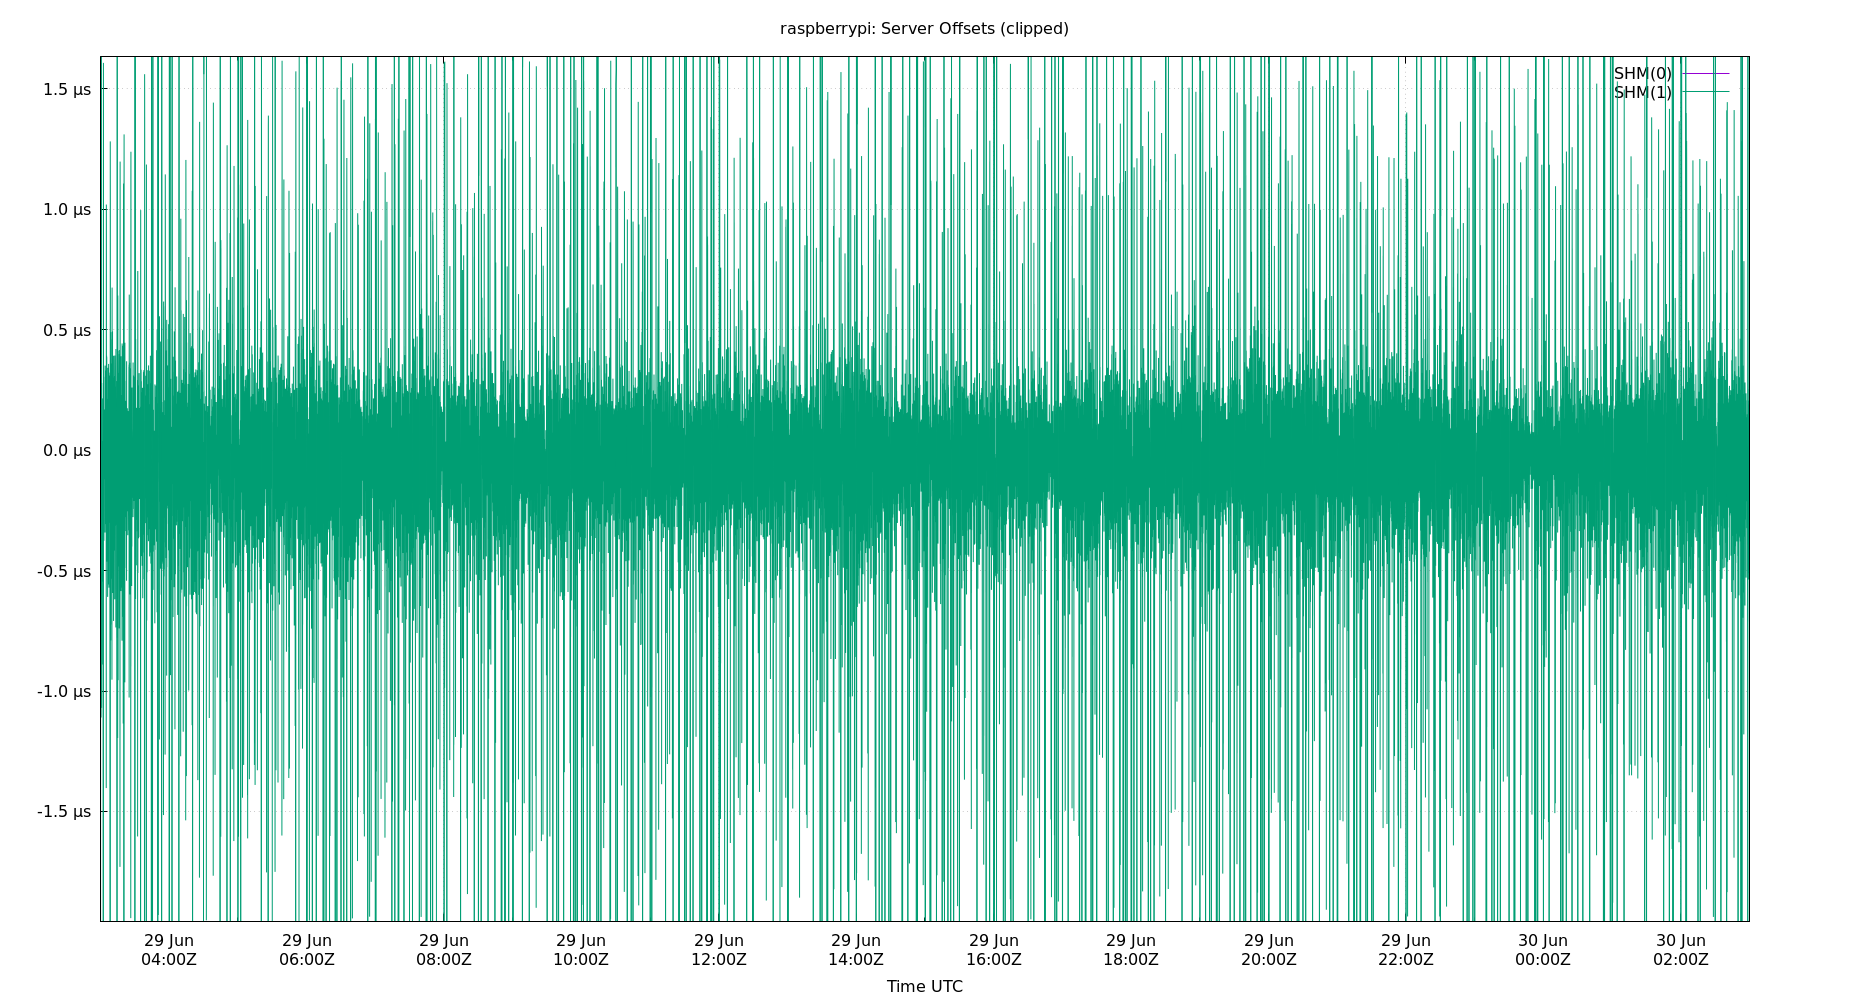 raspberrypi: Server Offsets (clipped)
SHM(0)
SHM(1)
1.5 µs
1.0 µs
0.5 µs
0.0 µs
-0.5 µs
-1.0 µs
-1.5 µs
29 Jun 29 Jun 29 Jun 29 Jun 29 Jun 29 Jun 29 Jun 29 Jun 29 Jun 29 Jun 30 Jun 30 Jun
04:00Z 06:00Z 08:00Z 10:00Z 12:00Z 14:00Z 16:00Z 18:00Z 20:00Z 22:00Z 00:00Z 02:00Z
Time UTC